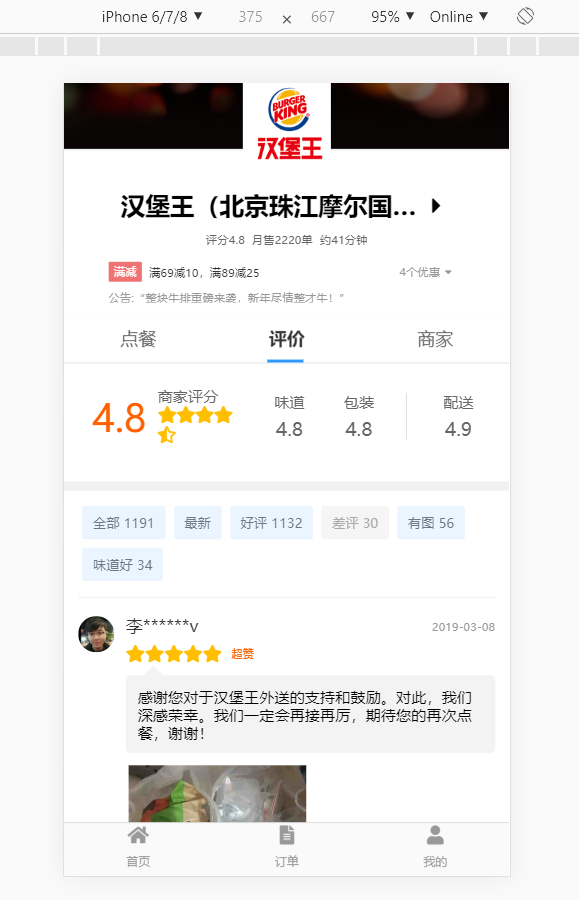 iPhone 6/7/8 ▼ 375 × 667 95% ▼ Online ▼
BURGER
KING
汉堡王
汉堡王（北京珠江摩尔国...
评分4.8 月售2220单 约41分钟
满减 满69减10，满89减25 4个优惠
公告:“整块牛排重磅来袭，新年尽情整才牛！”
点餐 评价 商家
4.8 商家评分 味道 包装 配送
4.8 4.8 4.9
全部 1191 最新 好评 1132 差评 30 有图 56
味道好 34
李******v 2019-03-08
超赞
感谢您对于汉堡王外送的支持和鼓励。对此，我们
深感荣幸。我们一定会再接再厉，期待您的再次点
餐，谢谢！
首页 订单 我的